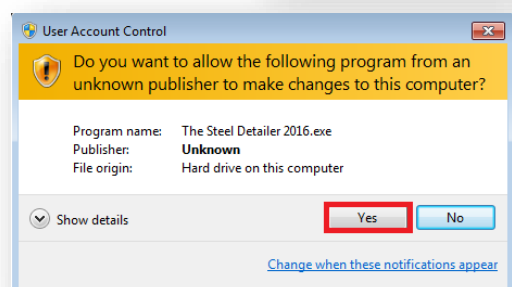 User Account Control
Do you want to allow the following program from an
unknown publisher to make changes to this computer?
Program name: The Steel Detailer 2016.exe
Publisher: Unknown
File origin: Hard drive on this computer
Show details Yes No
Change when these notifications appear